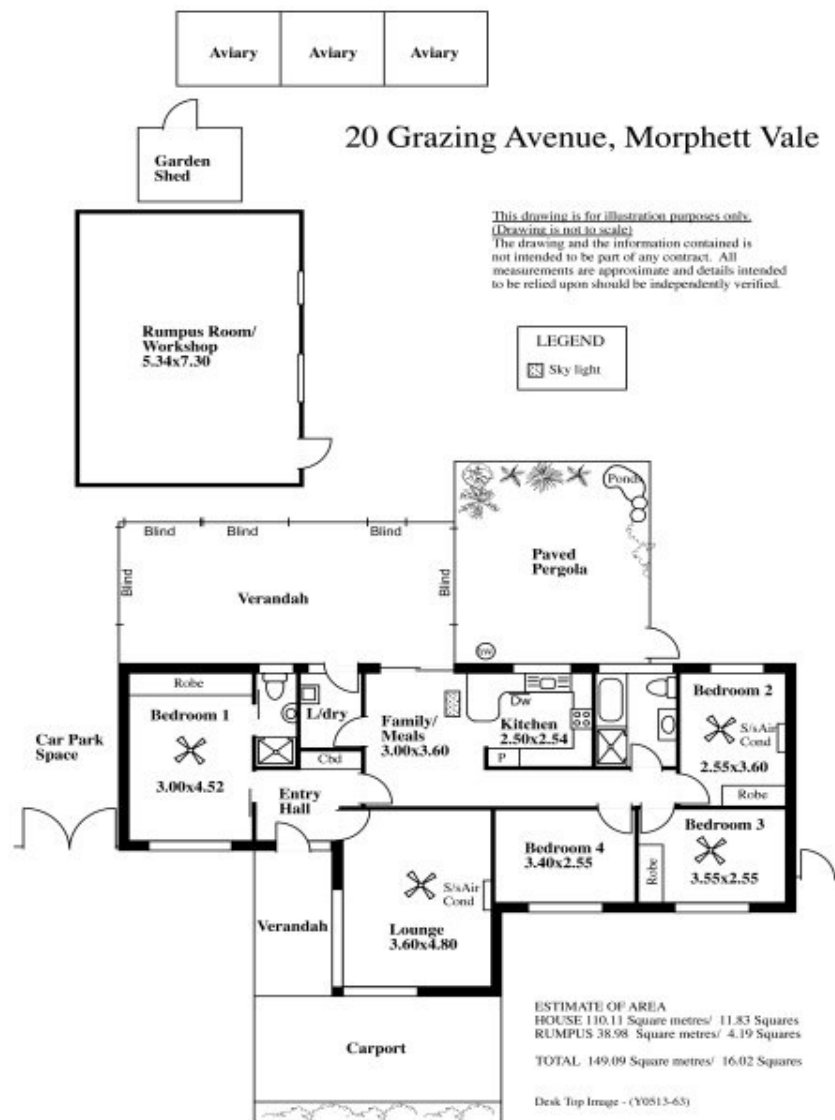 Aviary
Aviary
Aviary
20 Grazing Avenue, Morphett Vale
Garden
Shed
This drawing is for illustration purposes only.
(Drawing is not to scale)
The drawing and the information contained is
not intended to be part of any contract. All
measurements are approximate and details intended
to be relied upon should be independently verified.
Rumpus Room/
Workshop
5.34x7.30
LEGEND
Sky light
Pond
Blind
Blind
Blind
Paved
Pergola
Blind
Blind
Verandah
Robe
Bedroom 1
3.00x4.52
L/dry
Family/
Meals
3.00x3.60
Dw
Kitchen
2.50x2.54
P
Bedroom 2
S/sAir
Cond
2.55x3.60
Robe
Car Park
Space
Cbd
Entry
Hall
Bedroom 4
3.40x2.55
Bedroom 3
3.55x2.55
Robe
S/sAir
Cond
Lounge
3.60x4.80
Verandah
Carport
ESTIMATE OF AREA
HOUSE 110.11 Square metres/ 11.83 Squares
RUMPUS 38.98 Square metres/ 4.19 Squares
TOTAL 149.09 Square metres/ 16.02 Squares
Desk Top Image - (Y0513-63)